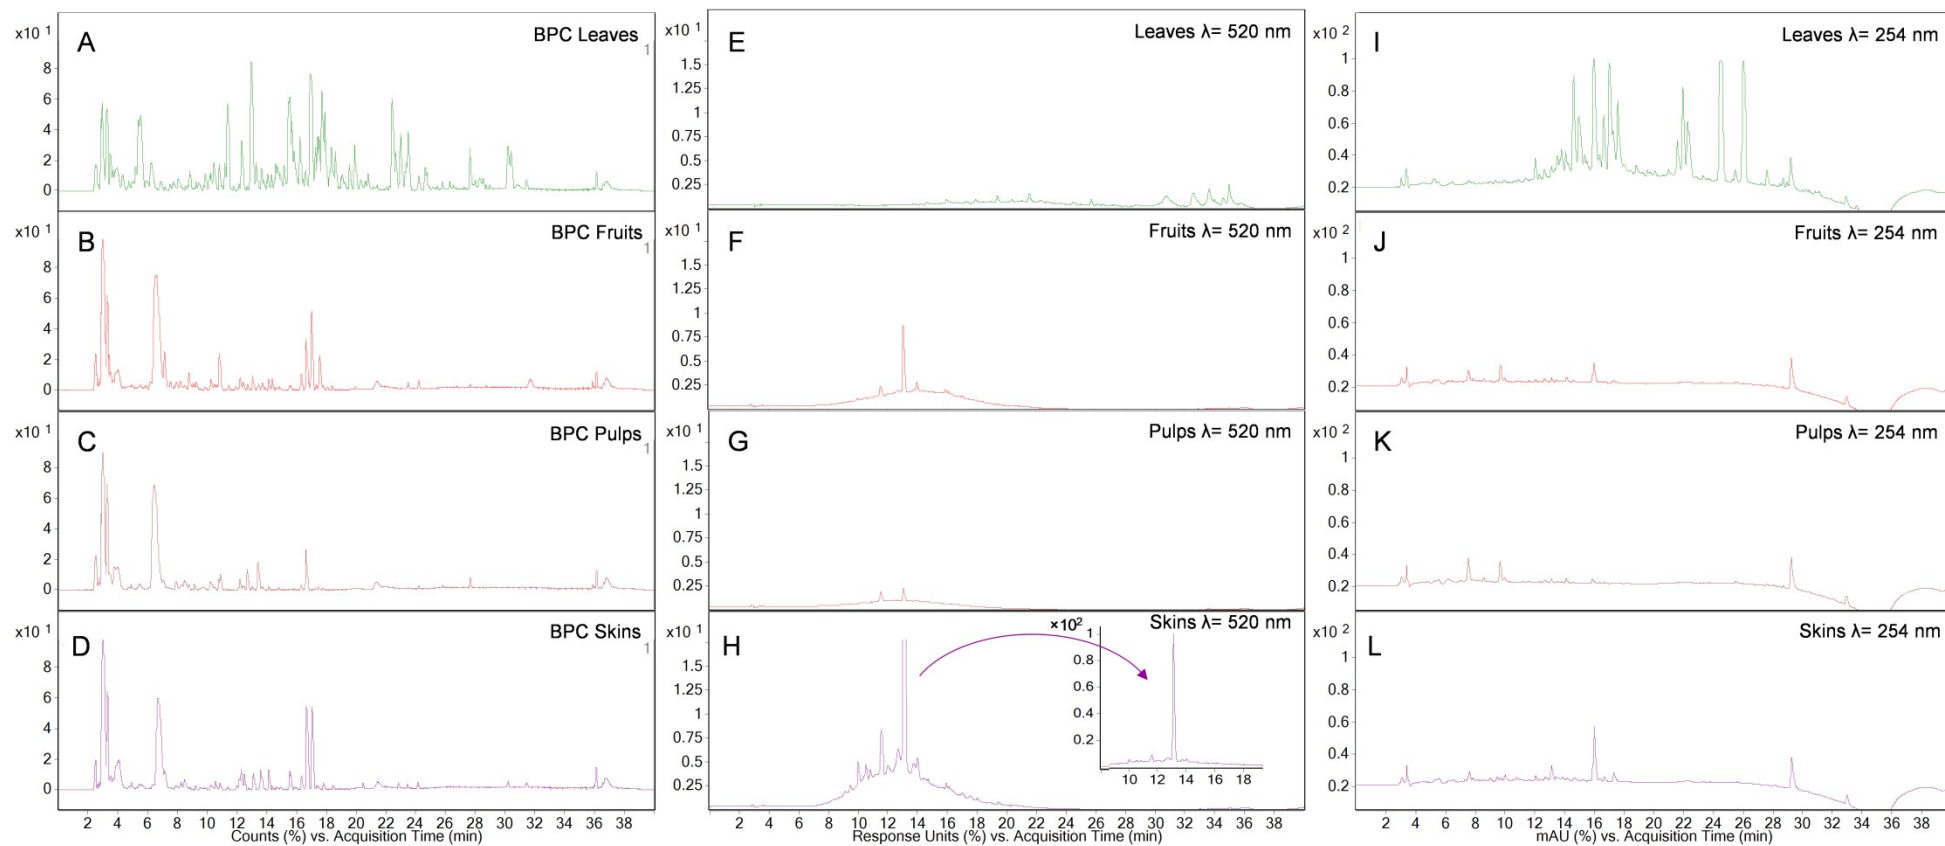 x10 1
A
BPC Leaves
1
8
6
4
2
0
x10 1
B
BPC Fruits
1
8
6
4
2
0
x10 1
C
BPC Pulps
1
8
6
4
2
0
x10 1
D
BPC Skins
1
8
6
4
2
0
2 4 6 8 10 12 14 16 18 20 22 24 26 28 30 32 34 36 38
Counts (%) vs. Acquisition Time (min)
x10 1
E
Leaves λ= 520 nm
1.5
1.25
1
0.75
0.5
0.25
x10 1
F
Fruits λ= 520 nm
1.5
1.25
1
0.75
0.5
0.25
x10 1
G
Pulps λ= 520 nm
1.5
1.25
1
0.75
0.5
0.25
x10 1
H
Skins λ= 520 nm
1.5
1.25
1
0.75
0.5
0.25
×10²
1
0.8
0.6
0.4
0.2
10 12 14 16 18
2 4 6 8 10 12 14 16 18 20 22 24 26 28 30 32 34 36 38
Response Units (%) vs. Acquisition Time (min)
x10 2
I
Leaves λ= 254 nm
1
0.8
0.6
0.4
0.2
x10 2
J
Fruits λ= 254 nm
1
0.8
0.6
0.4
0.2
x10 2
K
Pulps λ= 254 nm
1
0.8
0.6
0.4
0.2
x10 2
L
Skins λ= 254 nm
1
0.8
0.6
0.4
0.2
2 4 6 8 10 12 14 16 18 20 22 24 26 28 30 32 34 36 38
mAU (%) vs. Acquisition Time (min)